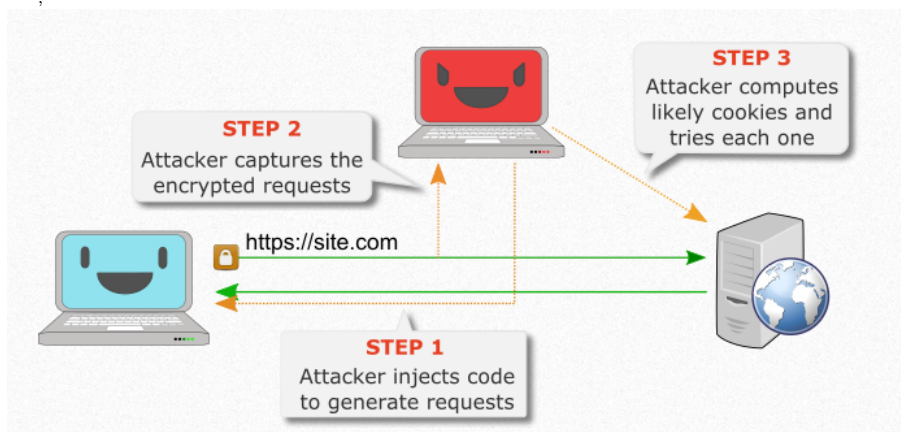 STEP 3
Attacker computes
likely cookies and
tries each one
STEP 2
Attacker captures the
encrypted requests
https://site.com
STEP 1
Attacker injects code
to generate requests